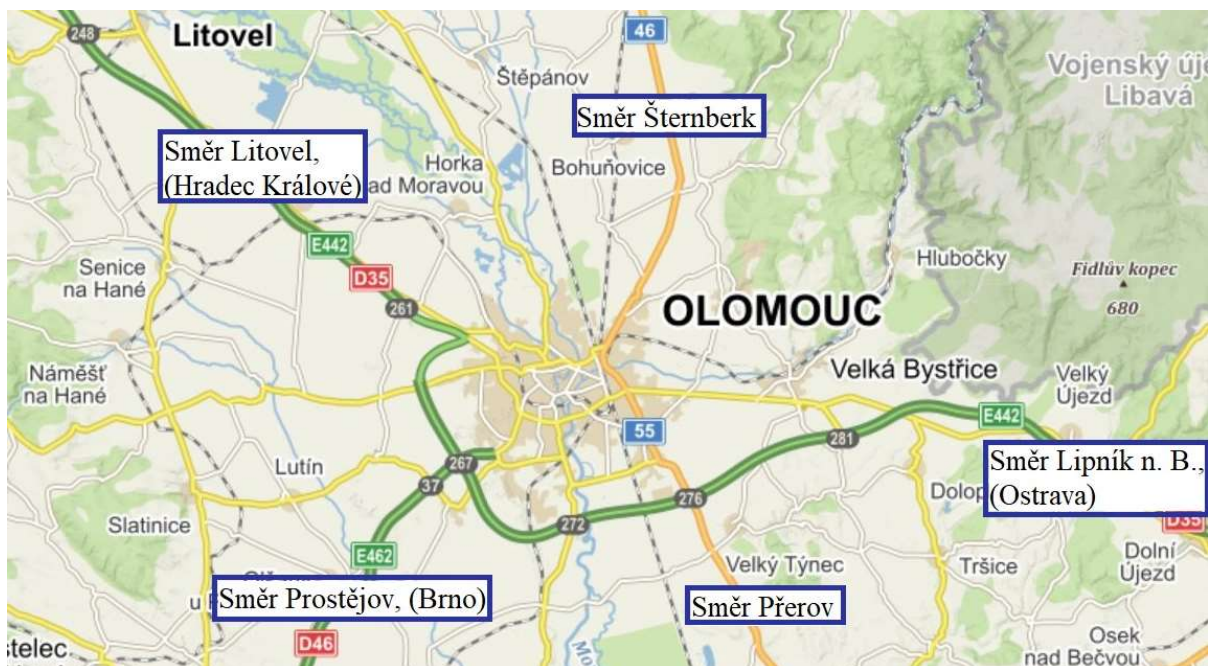 248
Litovel
46
Štěpánov
Vojenský
Libavá
Směr Šternberk
Směr Litovel,
(Hradec Králové)
Horka
nad Moravou
Bohuňovice
E442
Senice
na Hané
D35
261
Hlubočky
Fidlův kopec
680
OLOMOUC
Náměšť
na Hané
Velká Bystřice
Velký
Újezd
E442
55
281
267
Lutín
37
Směr Lipník n. B.,
(Ostrava)
276
Slatinice
272
D35
E462
Velký Týnec
Tršice
Dolní
Újezd
Směr Prostějov, (Brno)
Směr Přerov
D46
Osek
nad Bečvou